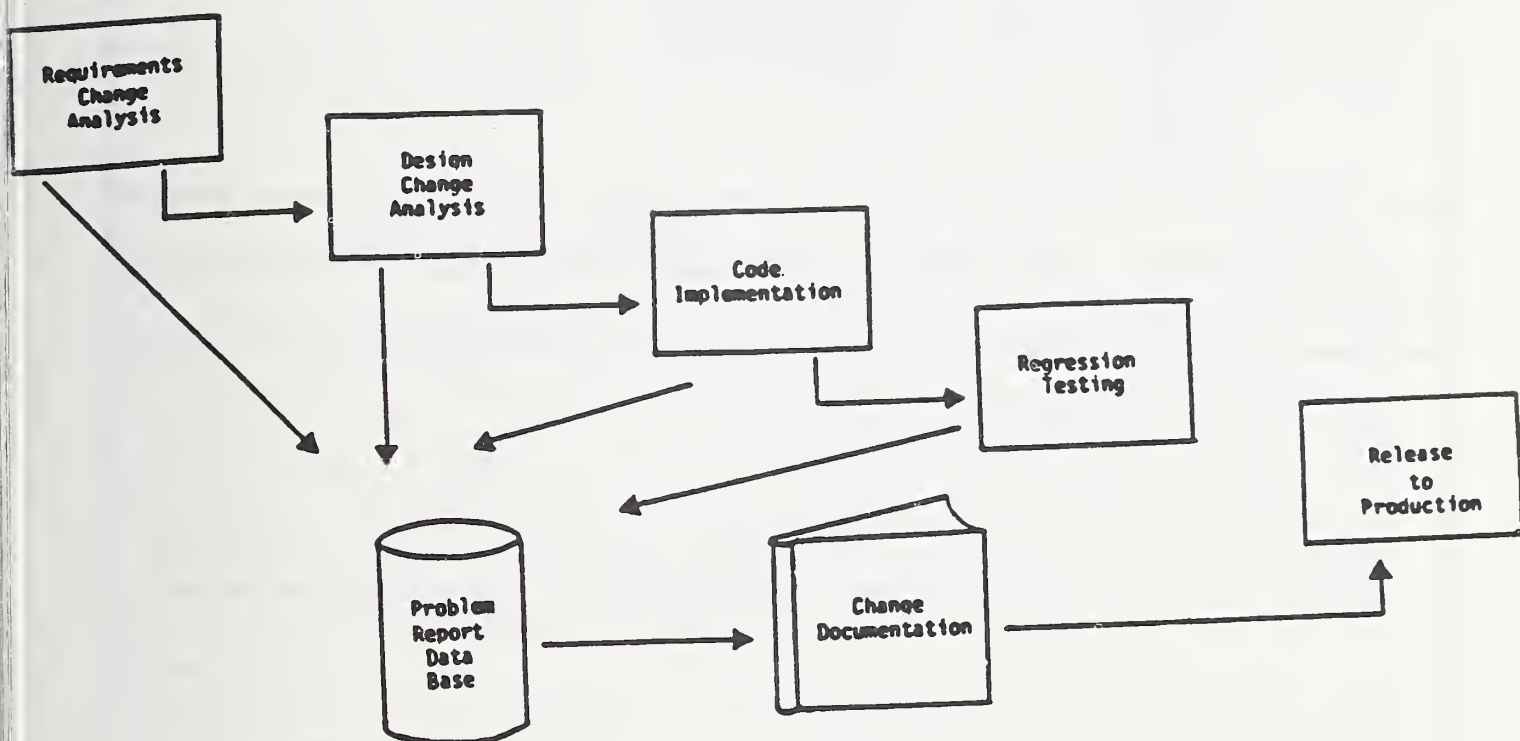 Requirements
Change
Analysis
Design
Change
Analysis
Code
Implementation
Regression
Testing
Release
to
Production
Problem
Report
Data
Base
Change
Documentation